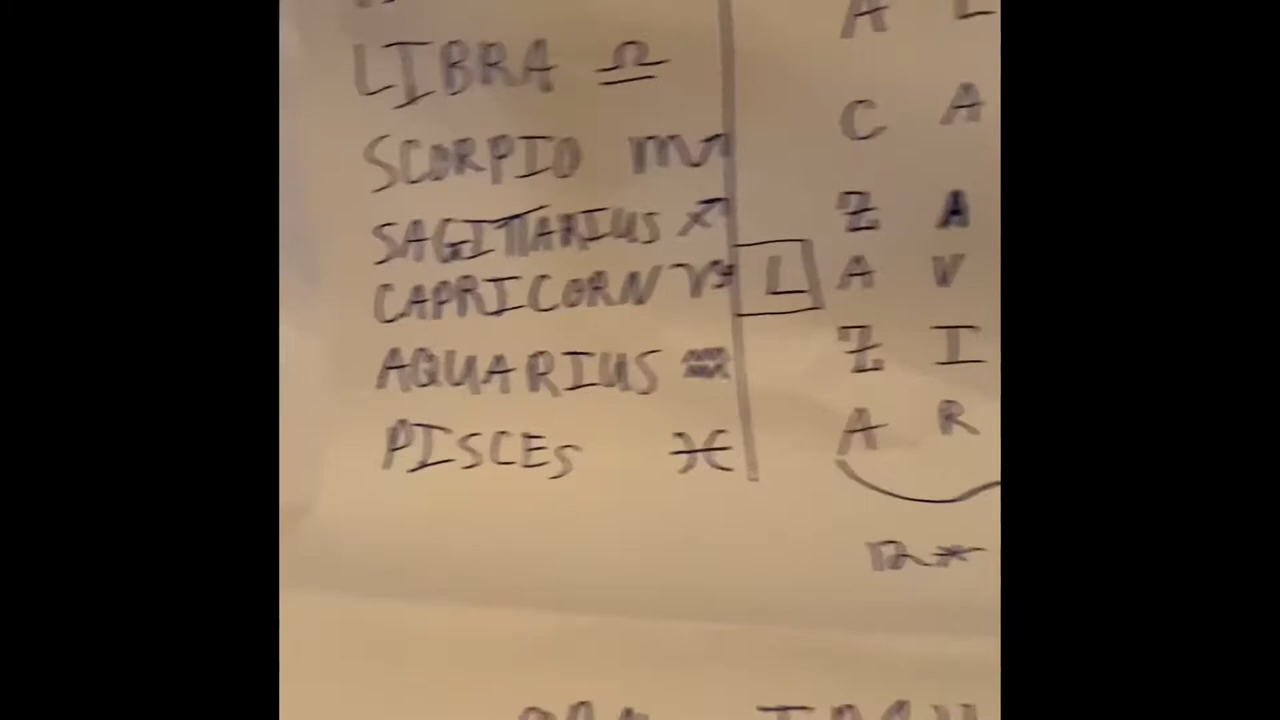 A L
LIBRA ♎
C A
SCORPIO ♏
Z A
SAGITTARIUS ♐
CAPRICORN ♑ L A V
AQUARIUS ♒ Z I
PISCES ♓ A R